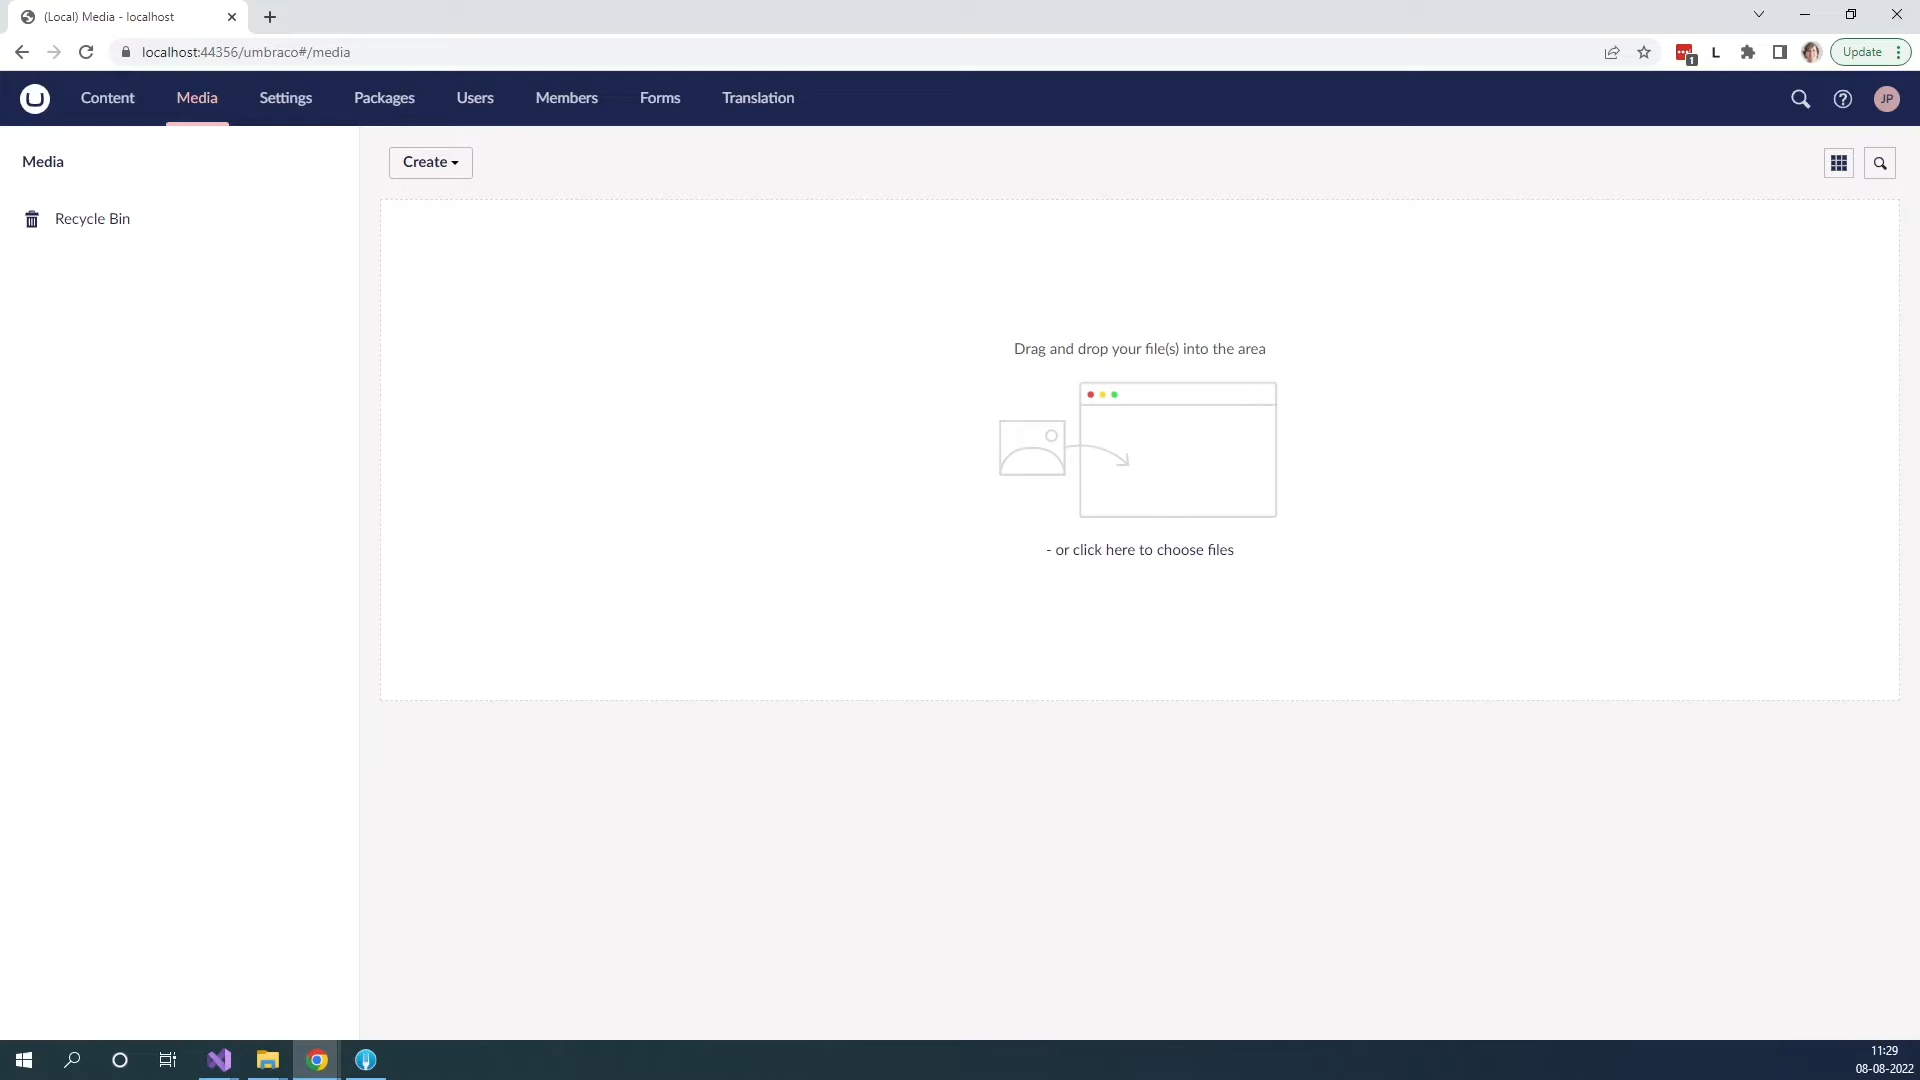 (Local) Media - localhost
localhost:44356/umbraco#/media
1
L
Update
Content
Media
Settings
Packages
Users
Members
Forms
Translation
JP
Media
Create
Recycle Bin
Drag and drop your file(s) into the area
- or click here to choose files
11:29
08-08-2022